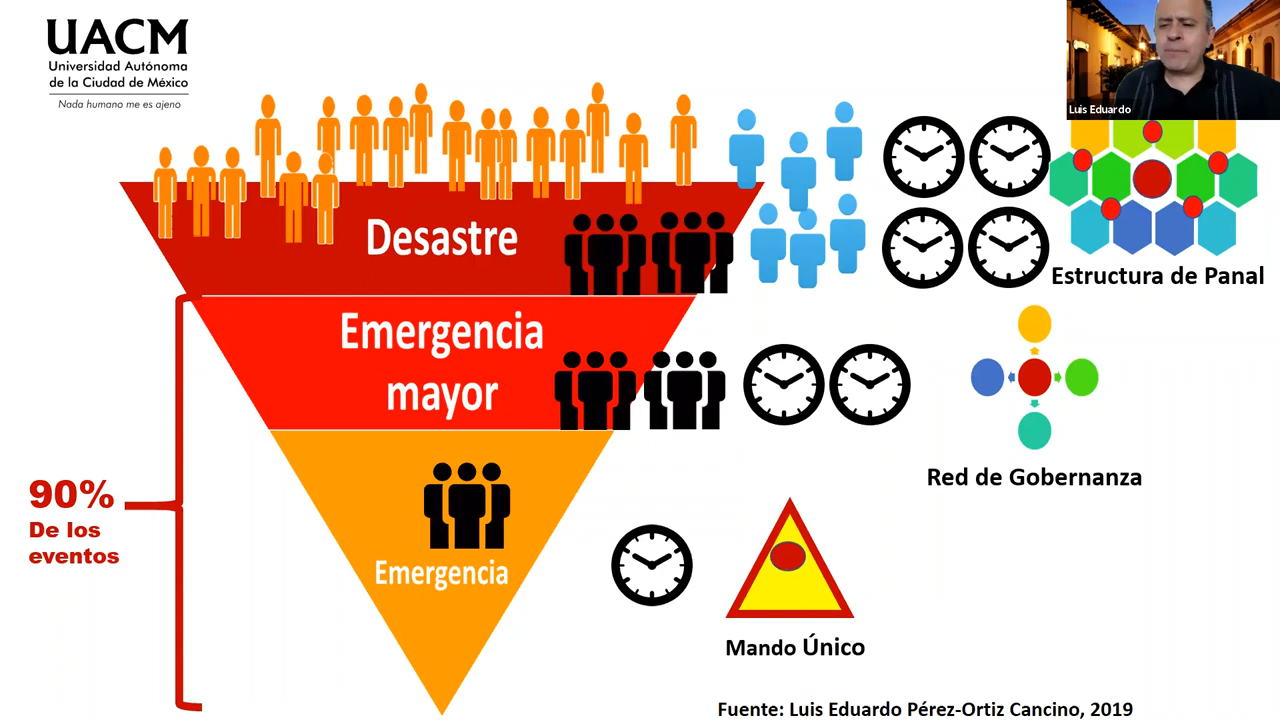 UACM
Universidad Autónoma
de la Ciudad de México
Nada humano me es ajeno
Luis Eduardo
Desastre
Estructura de Panal
Emergencia
mayor
Red de Gobernanza
90%
De los
eventos
Emergencia
Mando Único
Fuente: Luis Eduardo Pérez-Ortiz Cancino, 2019